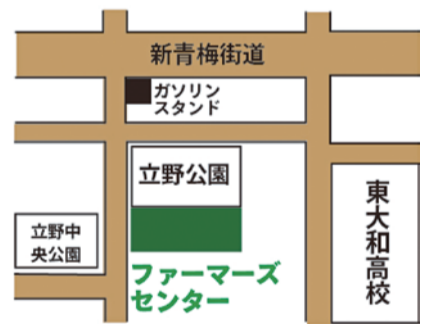 新青梅街道
ガソリン
スタンド
立野公園
立野中
央公園
東大和高校
ファーマーズ
センター